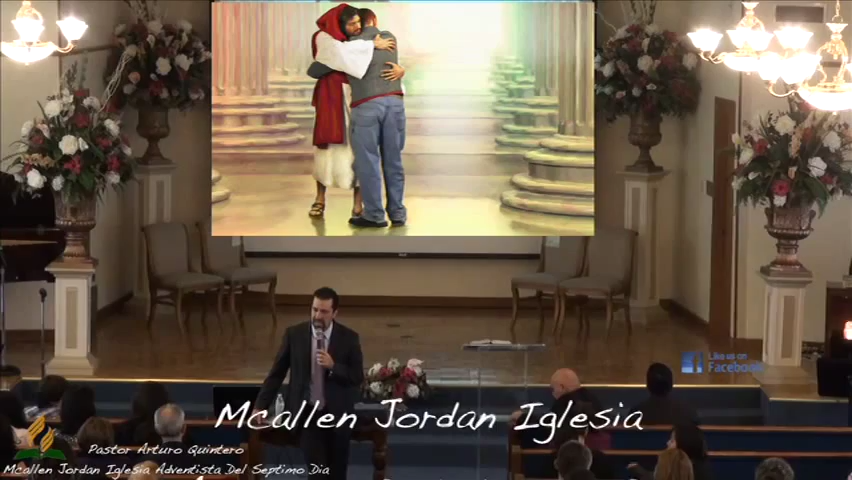 Like us on
Facebook
Mcallen Jordan Iglesia
Pastor Arturo Quintero
Mcallen Jordan Iglesia Adventista Del Septimo Dia